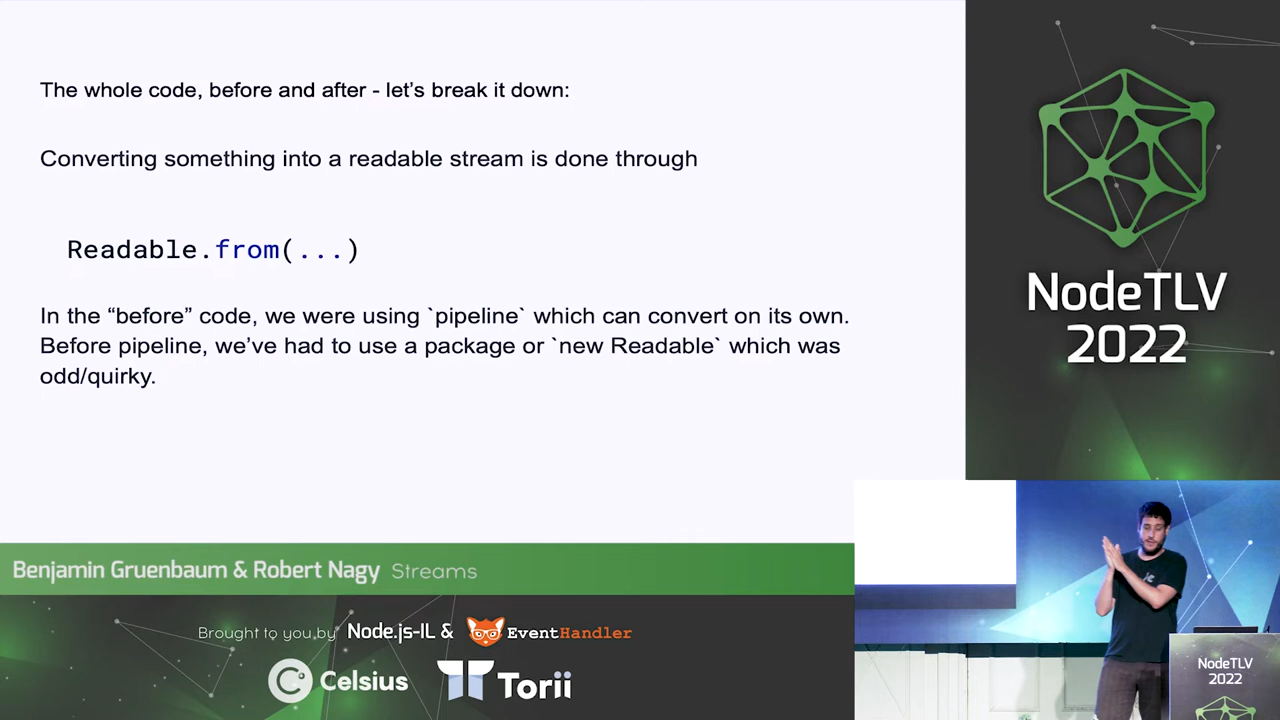 The whole code, before and after - let's break it down:
Converting something into a readable stream is done through
Readable.from(...)
In the “before” code, we were using `pipeline` which can convert on its own.
Before pipeline, we’ve had to use a package or `new Readable` which was
odd/quirky.
NodeTLV
2022
Benjamin Gruenbaum & Robert Nagy Streams
Brought to you by Node.js-IL & EventHandler
Celsius Torii
NodeTLV
2022